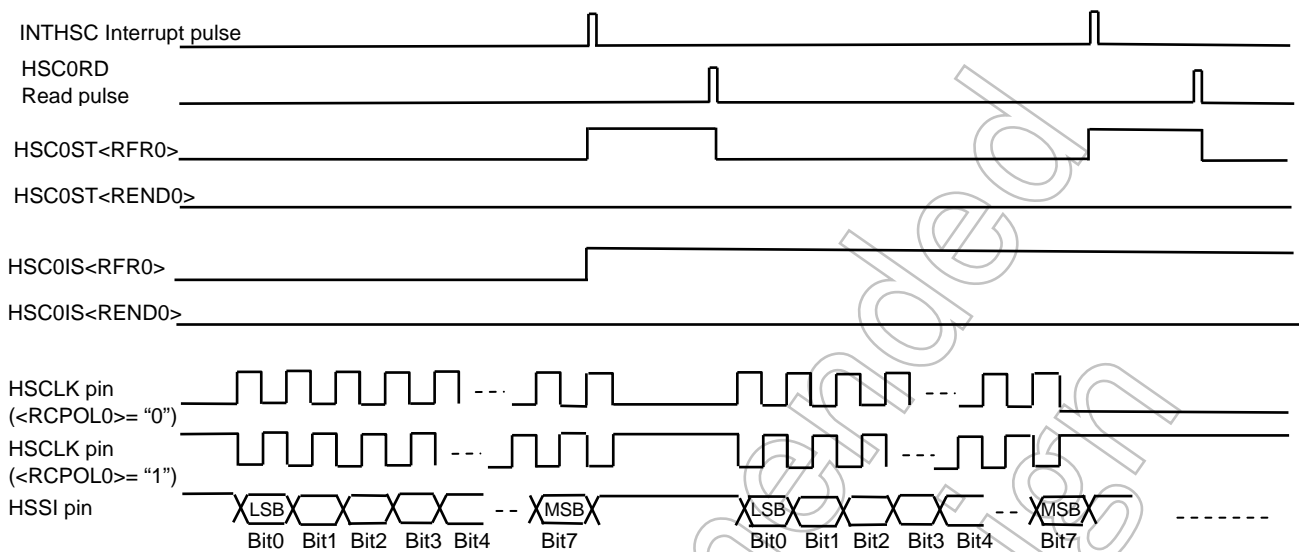 INTHSC Interrupt pulse
HSC0RD
Read pulse
HSC0ST<RFR0>
HSC0ST<REND0>
HSC0IS<RFR0>
HSC0IS<REND0>
HSCLK pin
(<RCPOL0>= “0”)
HSCLK pin
(<RCPOL0>= “1”)
HSSI pin
LSB MSB LSB MSB
Bit0 Bit1 Bit2 Bit3 Bit4 Bit7 Bit0 Bit1 Bit2 Bit3 Bit4 Bit7